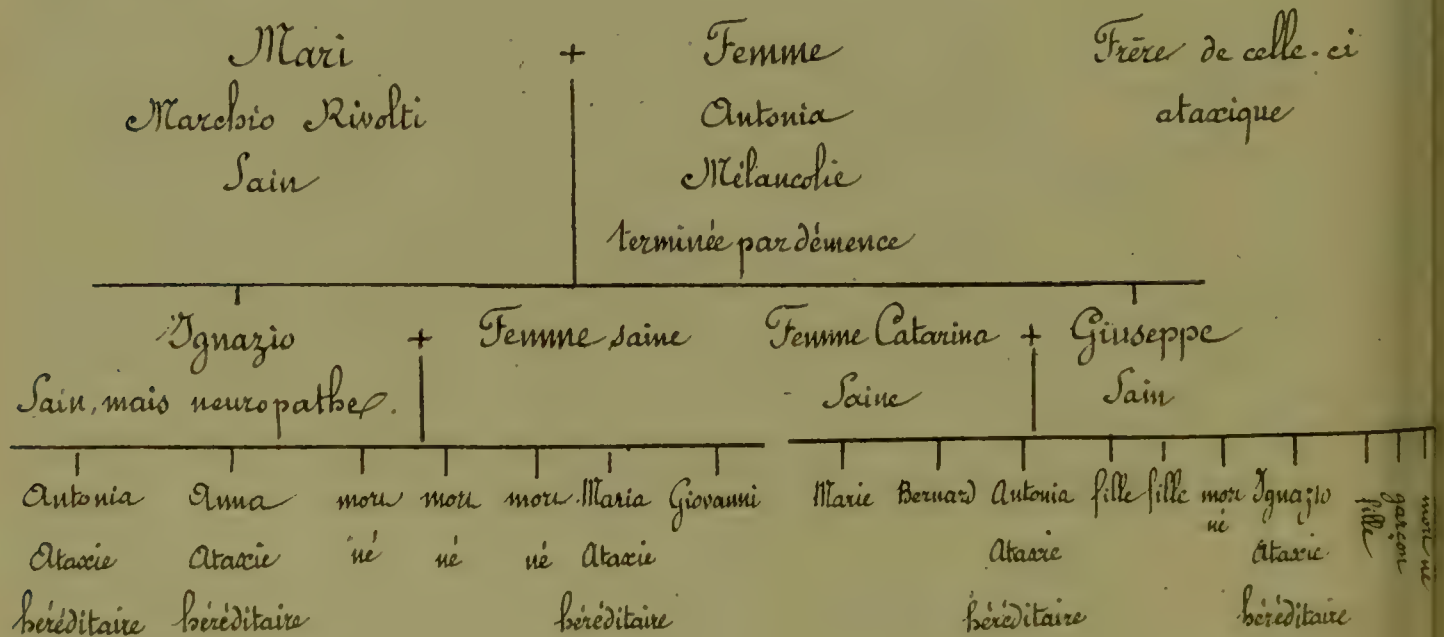 Mari + Femme Frère de celle-ci
Marchio Rivolti Antonia ataxique
Sain Mélancolie
terminée par démence
Ignazio + Femme saine Femme Catarina + Giuseppe
Sain, mais neuropathe. Saine Sain
Antonia Anna mort mort mort Maria Giovanni Marie Bernard Antonia fille fille mort Ignazio fille garçon mort né
Ataxie Ataxie né né né Ataxie Ataxie né Ataxie
héréditaire héréditaire héréditaire héréditaire héréditaire